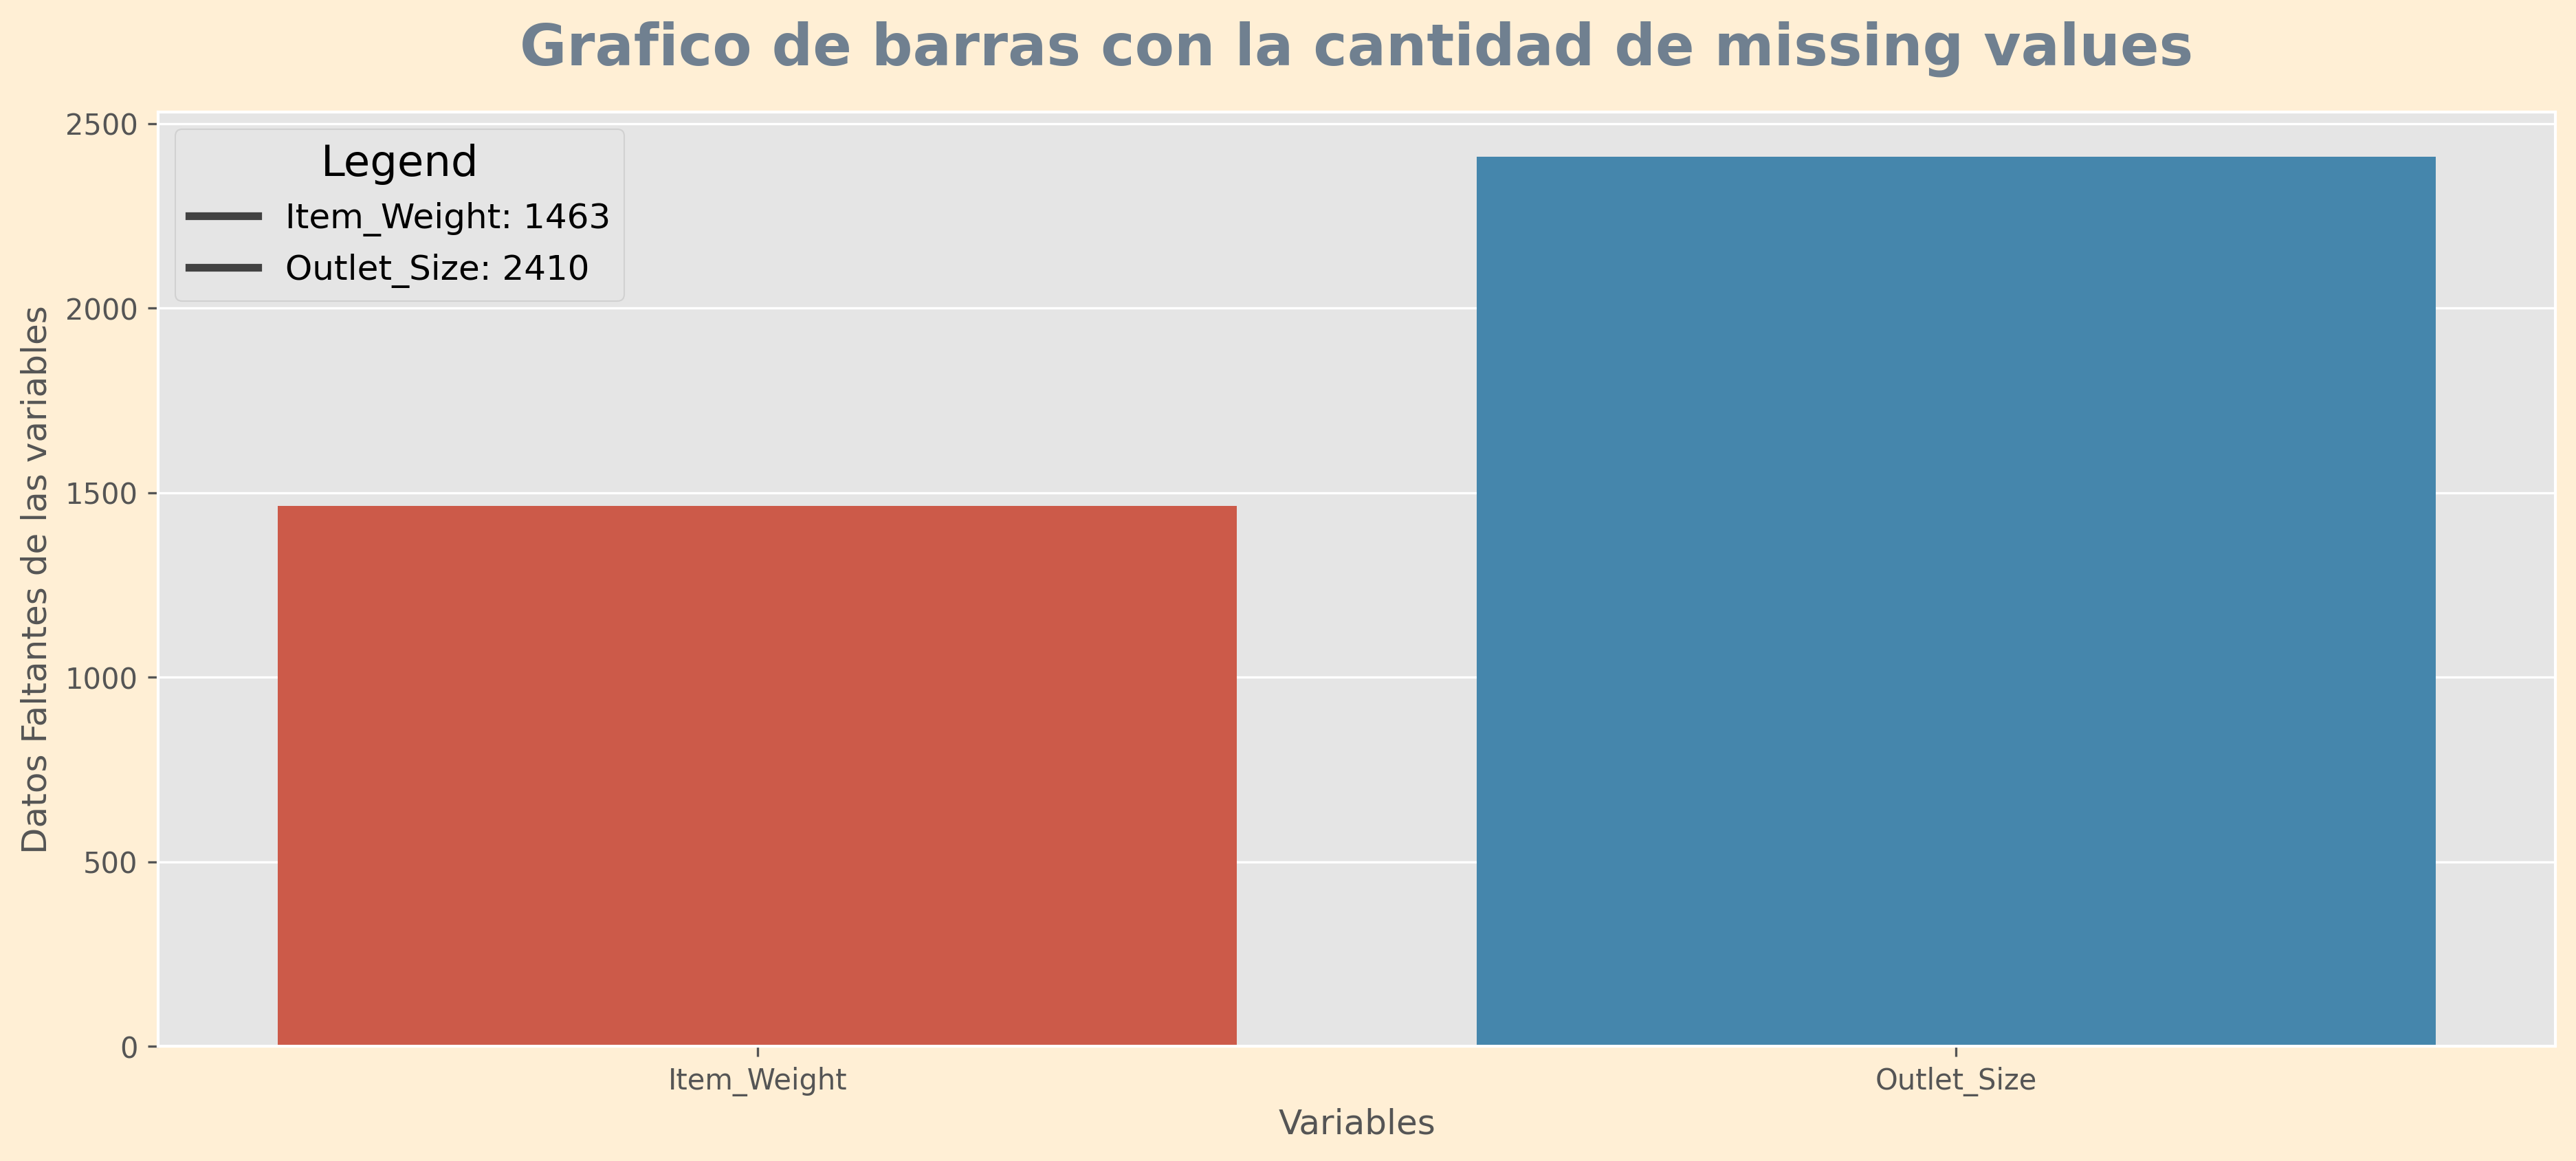 Grafico de barras con la cantidad de missing values
Datos Faltantes de las variables
2500
2000
1500
1000
500
0
Legend
Item_Weight: 1463
Outlet_Size: 2410
Item_Weight
Outlet_Size
Variables